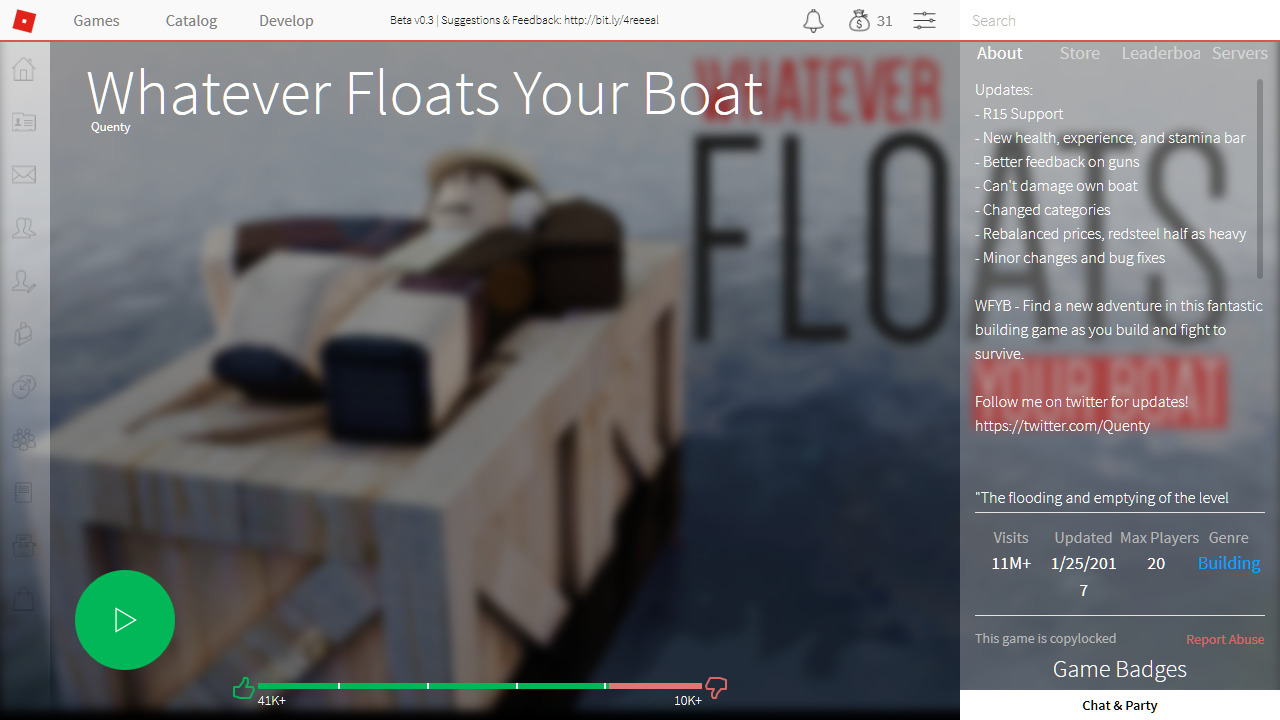 Games Catalog Develop Beta v0.3 | Suggestions & Feedback: http://bit.ly/4reeeal 31 Search
Whatever Floats Your Boat
Quenty
WHATEVER
FLOATS
YOUR BOAT
41K+ 10K+
About Store Leaderboa Servers
Updates:
- R15 Support
- New health, experience, and stamina bar
- Better feedback on guns
- Can't damage own boat
- Changed categories
- Rebalanced prices, redsteel half as heavy
- Minor changes and bug fixes
WFYB - Find a new adventure in this fantastic
building game as you build and fight to
survive.
Follow me on twitter for updates!
https://twitter.com/Quenty
"The flooding and emptying of the level
Visits Updated Max Players Genre
11M+ 1/25/201 20 Building
7
This game is copylocked Report Abuse
Game Badges
Chat & Party